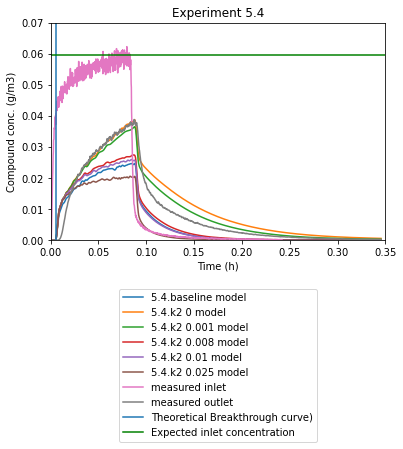 Experiment 5.4
0.07
0.06
0.05
0.04
0.03
0.02
0.01
0.00
Compound conc. (g/m3)
0.00 0.05 0.10 0.15 0.20 0.25 0.30 0.35
Time (h)
5.4.baseline model
5.4.k2 0 model
5.4.k2 0.001 model
5.4.k2 0.008 model
5.4.k2 0.01 model
5.4.k2 0.025 model
measured inlet
measured outlet
Theoretical Breakthrough curve)
Expected inlet concentration